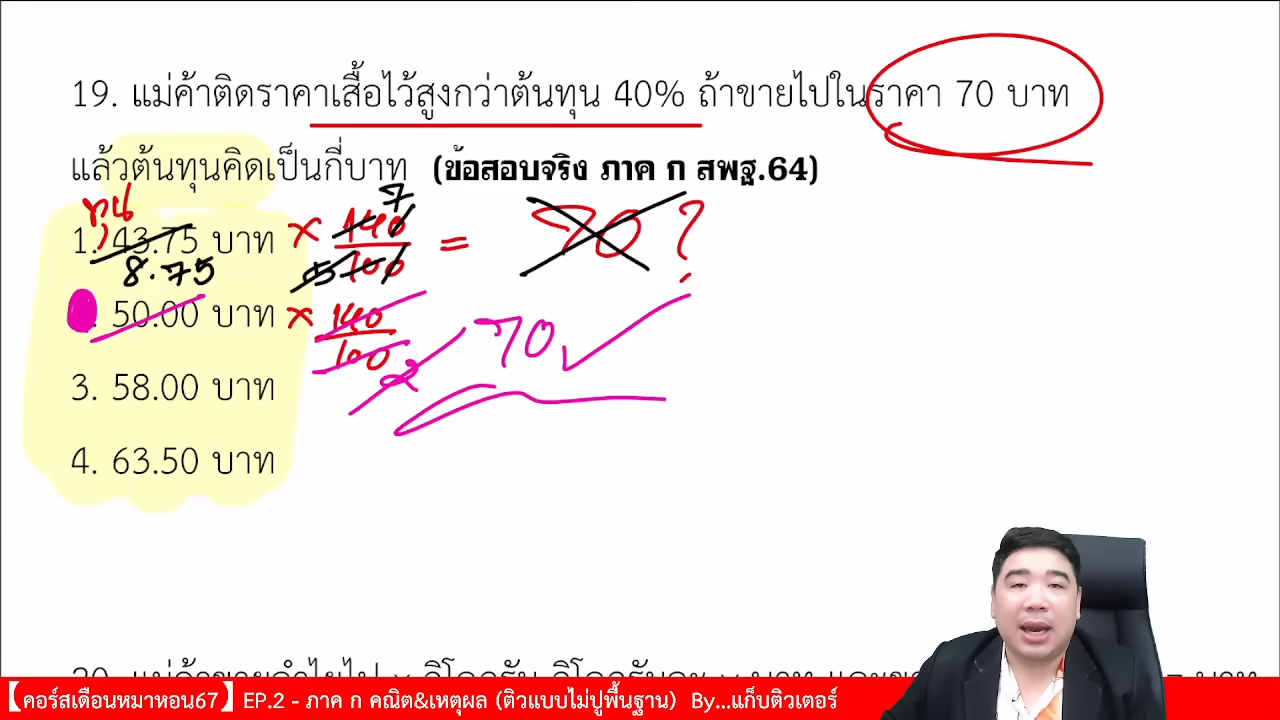 19. แม่ค้าติดราคาเสื้อไว้สูงกว่าต้นทุน 40% ถ้าขายไปในราคา 70 บาท
แล้วต้นทุนคิดเป็นกี่บาท (ข้อสอบจริง ภาค ก สพฐ.64)
ทุน
7
1. 43.75 บาท × 140/100 = 70 ?
8.75 5
50.00 บาท × 140/100 70
2
3. 58.00 บาท
4. 63.50 บาท
【คอร์สเดือนหมาหอน67】 EP.2 - ภาค ก คณิต&เหตุผล (ติวแบบไม่ปูพื้นฐาน) By...แก็บติวเตอร์